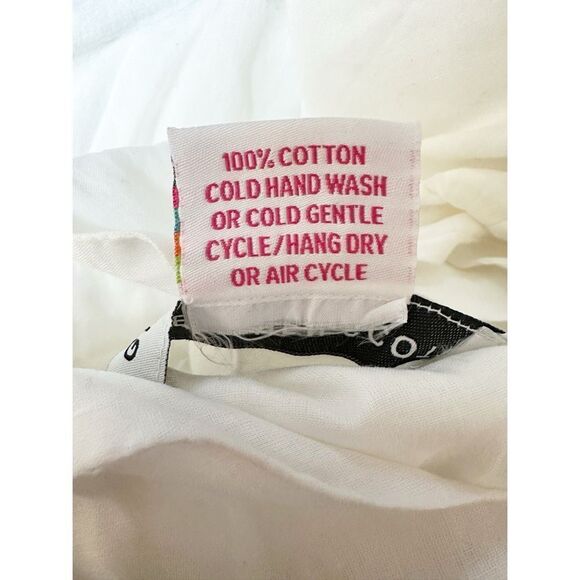 100% COTTON
COLD HAND WASH
OR COLD GENTLE
CYCLE/HANG DRY
OR AIR CYCLE